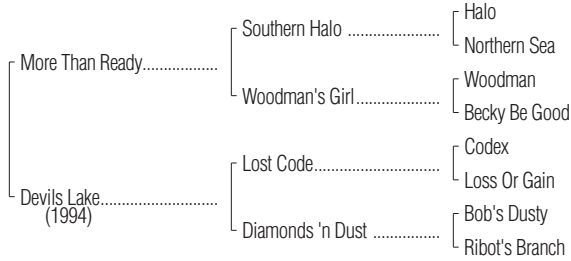 Halo
Southern Halo ....................
Northern Sea
More Than Ready.................
Woodman
Woodman's Girl..................
Becky Be Good
Codex
Lost Code...........................
Loss Or Gain
Devils Lake..........................
(1994)
Bob's Dusty
Diamonds 'n Dust ...............
Ribot's Branch